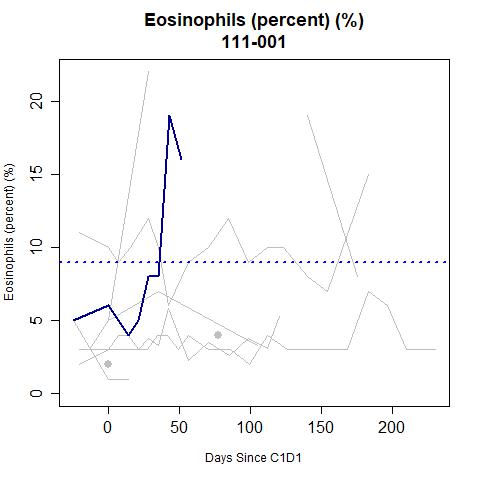 Eosinophils (percent) (%)
111-001
Eosinophils (percent) (%)
20
15
10
5
0
0 50 100 150 200
Days Since C1D1